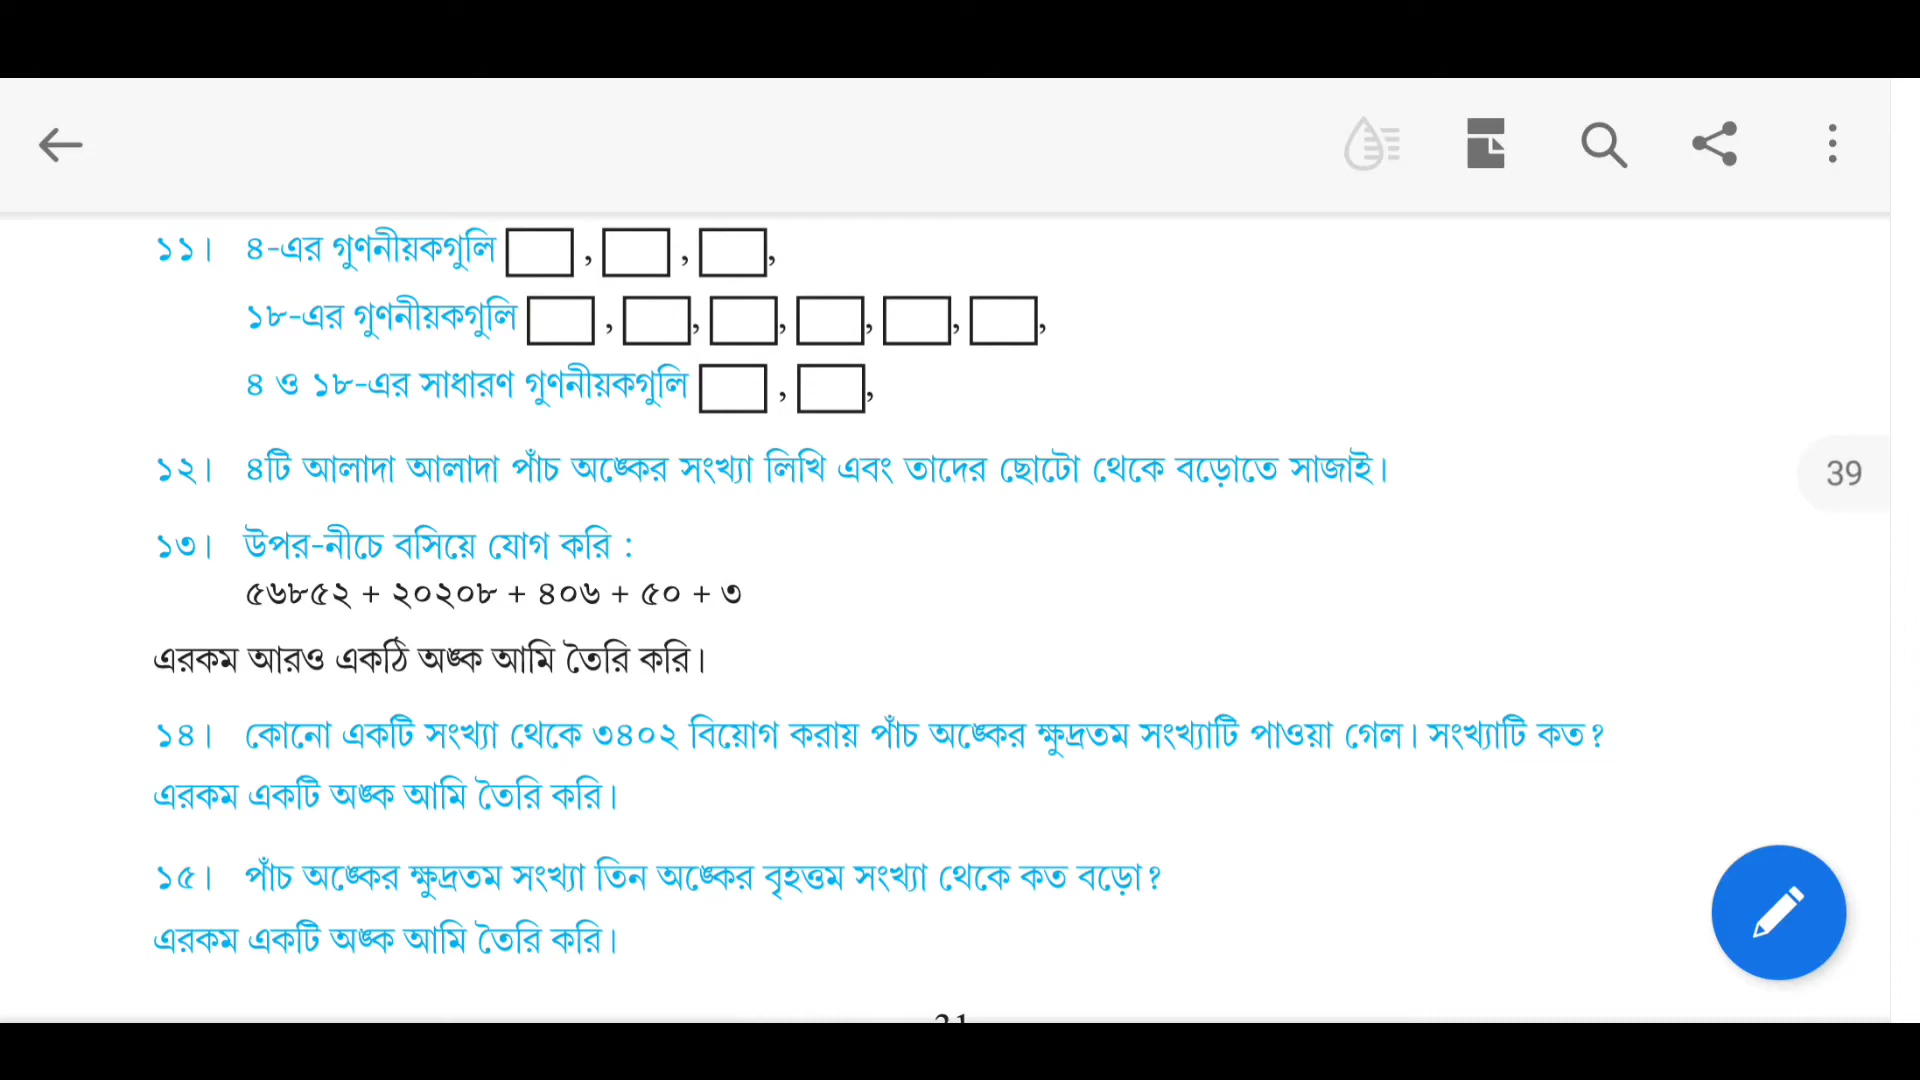 ১১। ৪-এর গুণনীয়কগুলি , , ,
১৮-এর গুণনীয়কগুলি , , , , , ,
৪ ও ১৮-এর সাধারণ গুণনীয়কগুলি , ,
১২। ৪টি আলাদা আলাদা পাঁচ অঙ্কের সংখ্যা লিখি এবং তাদের ছোটো থেকে বড়োতে সাজাই।
39
১৩। উপর-নীচে বসিয়ে যোগ করি :
৫৬৮৫২ + ২০২০৮ + ৪০৬ + ৫০ + ৩
এরকম আরও একঠি অঙ্ক আমি তৈরি করি।
১৪। কোনো একটি সংখ্যা থেকে ৩৪০২ বিয়োগ করায় পাঁচ অঙ্কের ক্ষুদ্রতম সংখ্যাটি পাওয়া গেল। সংখ্যাটি কত?
এরকম একটি অঙ্ক আমি তৈরি করি।
১৫। পাঁচ অঙ্কের ক্ষুদ্রতম সংখ্যা তিন অঙ্কের বৃহত্তম সংখ্যা থেকে কত বড়ো?
এরকম একটি অঙ্ক আমি তৈরি করি।